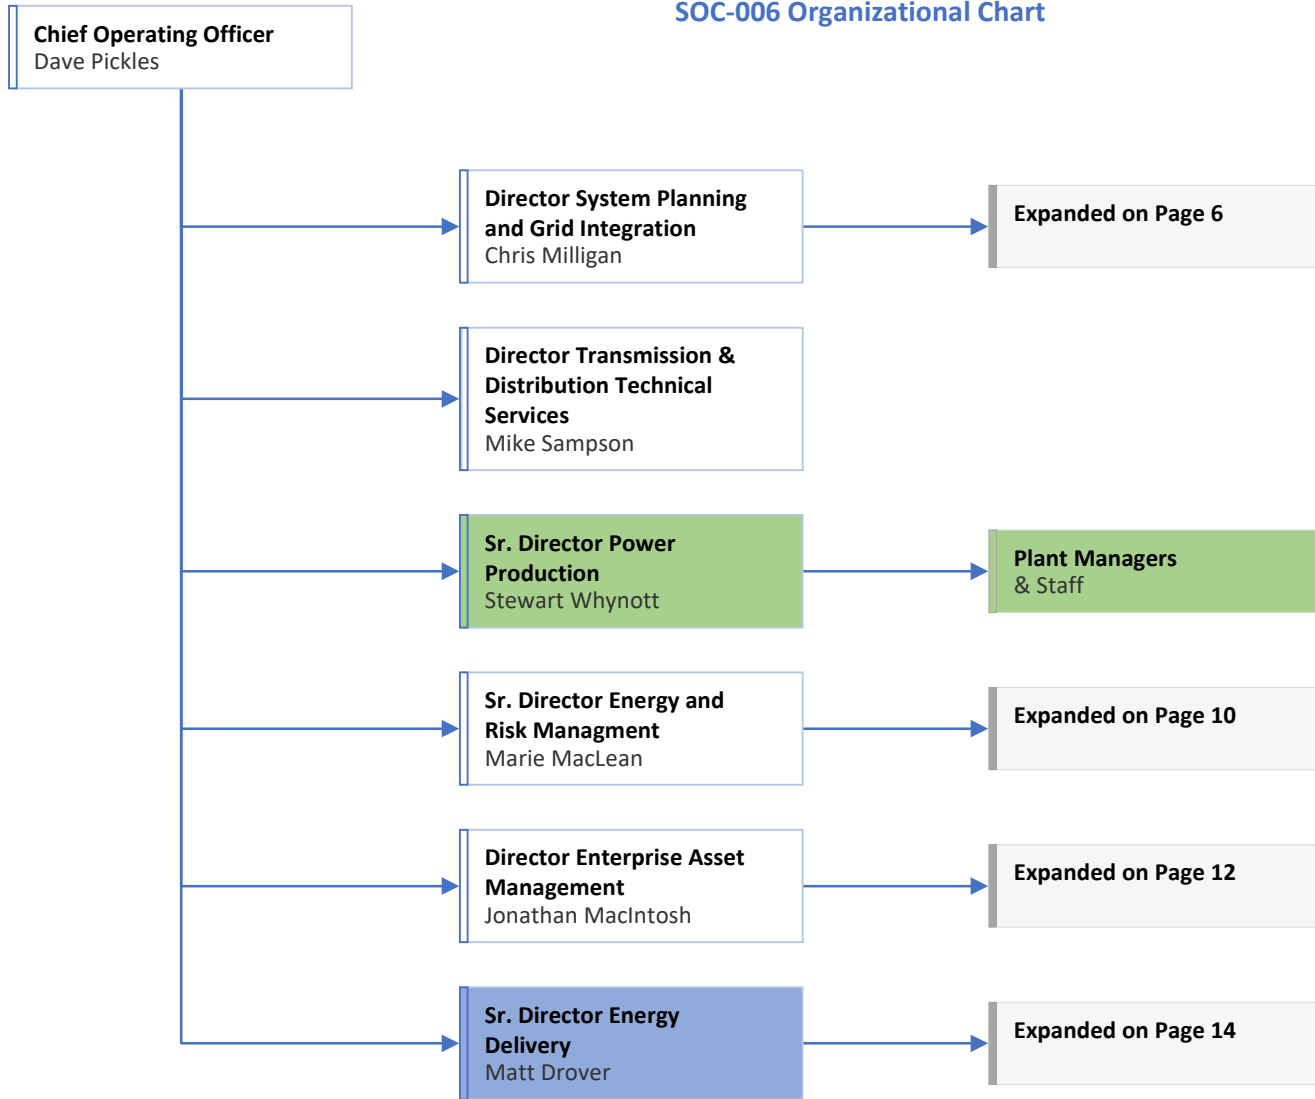 SOC-006 Organizational Chart
Chief Operating Officer
Dave Pickles
Director System Planning
and Grid Integration
Chris Milligan
Expanded on Page 6
Director Transmission &
Distribution Technical
Services
Mike Sampson
Sr. Director Power
Production
Stewart Whynott
Plant Managers
& Staff
Sr. Director Energy and
Risk Managment
Marie MacLean
Expanded on Page 10
Director Enterprise Asset
Management
Jonathan MacIntosh
Expanded on Page 12
Sr. Director Energy
Delivery
Matt Drover
Expanded on Page 14